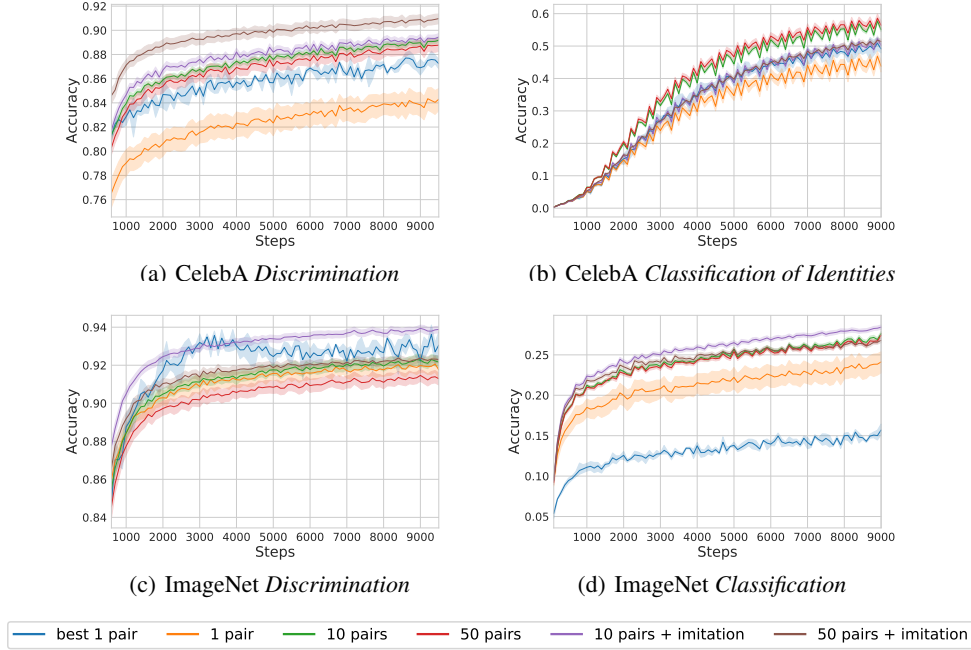 0.92
0.90
0.88
0.86
0.84
0.82
0.80
0.78
0.76
Accuracy
1000 2000 3000 4000 5000 6000 7000 8000 9000
Steps
(a) CelebA Discrimination
0.6
0.5
0.4
0.3
0.2
0.1
0.0
Accuracy
1000 2000 3000 4000 5000 6000 7000 8000 9000
Steps
(b) CelebA Classification of Identities
0.94
0.92
0.90
0.88
0.86
0.84
Accuracy
1000 2000 3000 4000 5000 6000 7000 8000 9000
Steps
(c) ImageNet Discrimination
0.25
0.20
0.15
0.10
0.05
Accuracy
1000 2000 3000 4000 5000 6000 7000 8000 9000
Steps
(d) ImageNet Classification
best 1 pair 1 pair 10 pairs 50 pairs 10 pairs + imitation 50 pairs + imitation